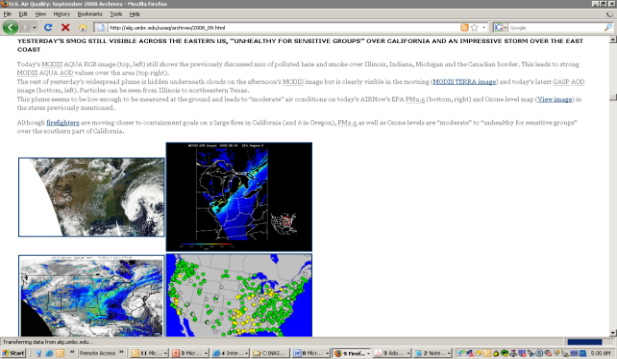 U.S. Air Quality: September 2008 Archives - Mozilla Firefox
File Edit View History Bookmarks Tools Help
http://alg.umbc.edu/usaq/archives/2008_09.html
Google
YESTERDAY'S SMOG STILL VISIBLE ACROSS THE EASTERN US, "UNHEALTHY FOR SENSITIVE GROUPS" OVER CALIFORNIA AND AN IMPRESSIVE STORM OVER THE EAST
COAST
Today's MODIS AQUA RGB image (top, left) still shows the previously discussed mix of polluted haze and smoke over Illinois, Indiana, Michigan and the Canadian border. This leads to strong
MODIS AQUA AOD values over the area (top right).
The rest of yesterday's widespread plume is hidden underneath clouds on the afternoon's MODIS image but is clearly visible in the morning (MODIS TERRA image) and today's latest GASP AOD
image (bottom, left). Particles can be seen from Illinois to northeastern Texas.
This plume seems to be low enough to be measured at the ground and leads to "moderate" air conditions on today's AIRNow's EPA PM2.5 (bottom, right) and Ozone level map (View image) in
the states previously mentioned.
Although firefighters are moving closer to containment goals on 2 large fires in California (and 6 in Oregon), PM2.5 as well as Ozone levels are "moderate" to "unhealthy for sensitive groups"
over the southern part of California.
Transferring data from alg.umbc.edu...
Start
Remote Access
11 Mic...
3 Mcr...
4 Inter...
C:\NAS...
8 Micr...
5 Firef...
3 Ado...
2 Note...
5:30 AM